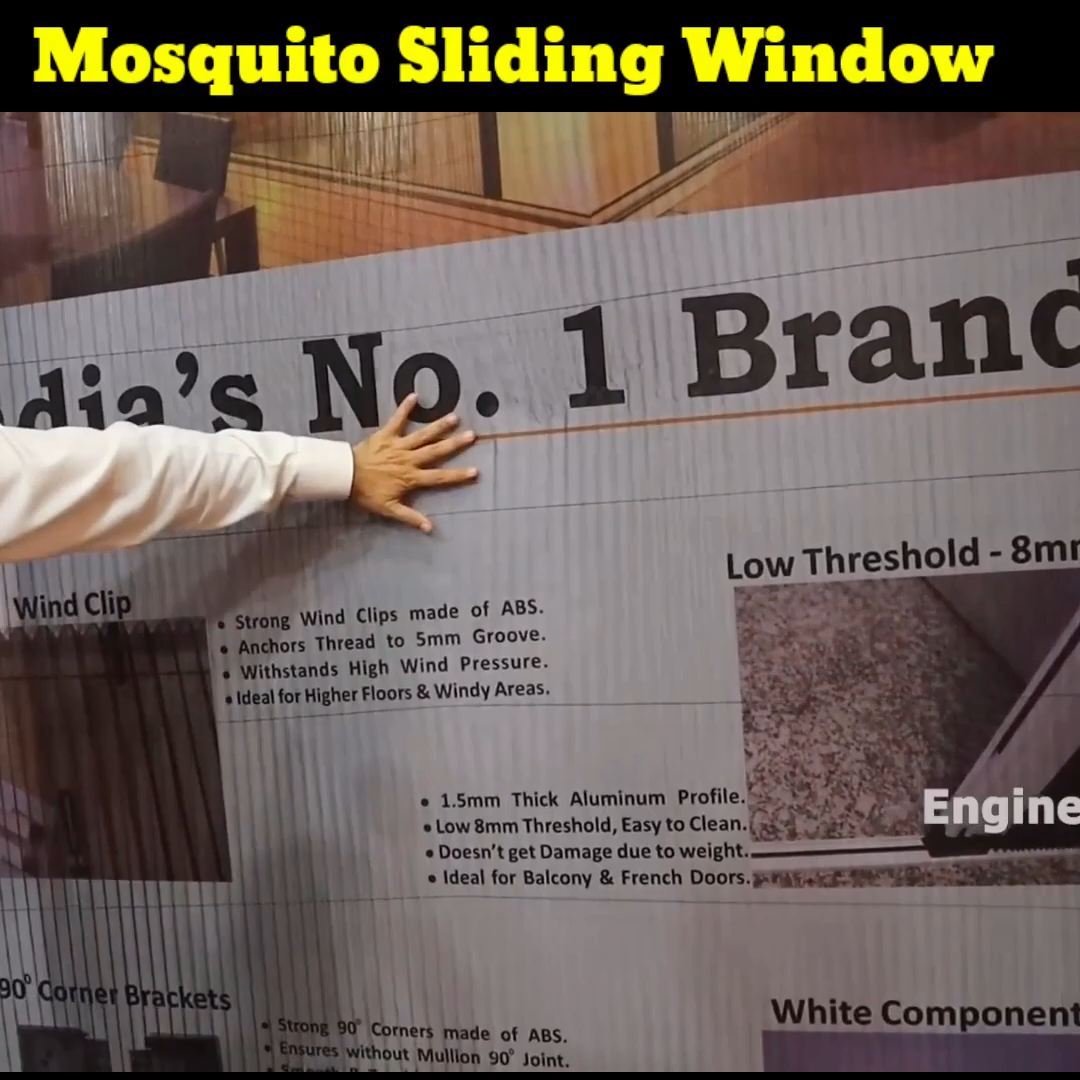 Mosquito Sliding Window
dia's No. 1 Brand
Wind Clip
• Strong Wind Clips made of ABS.
• Anchors Thread to 5mm Groove.
• Withstands High Wind Pressure.
• Ideal for Higher Floors & Windy Areas.
Low Threshold - 8mm
• 1.5mm Thick Aluminum Profile.
• Low 8mm Threshold, Easy to Clean.
• Doesn't get Damage due to weight.
• Ideal for Balcony & French Doors.
Engine
90° Corner Brackets
• Strong 90° Corners made of ABS.
• Ensures without Mullion 90° Joint.
White Component